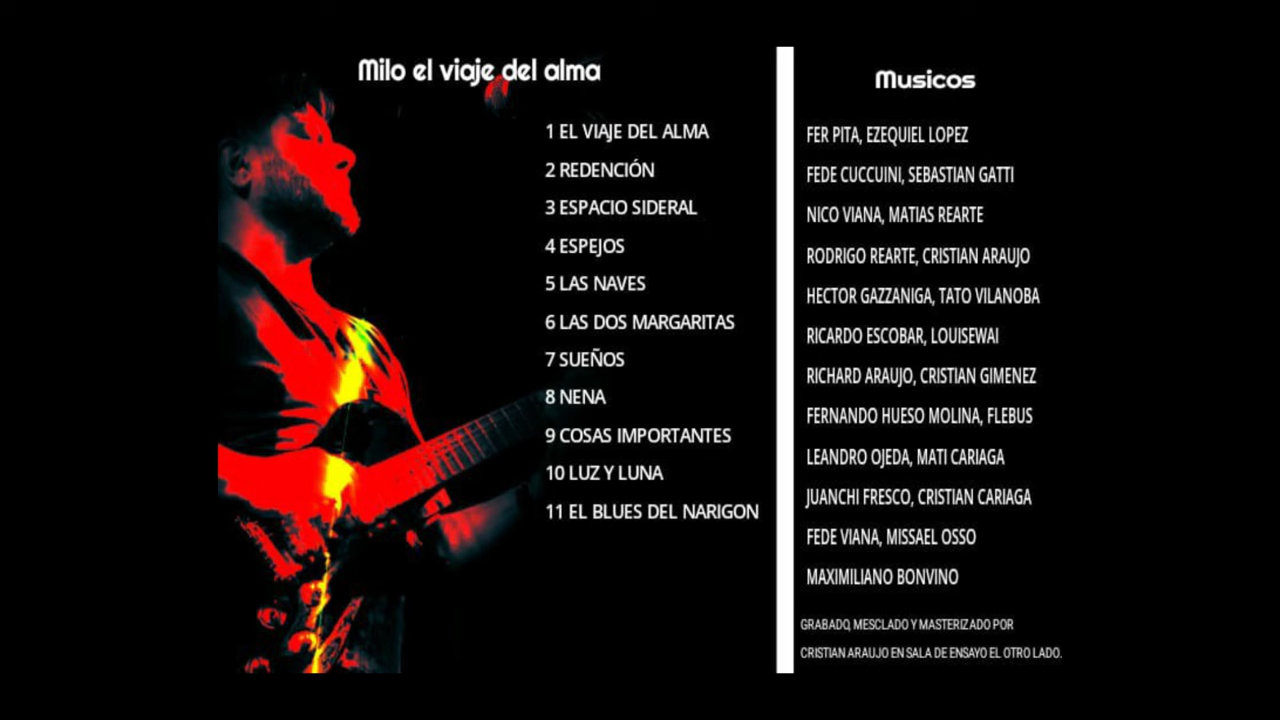 Milo el viaje del alma
1 EL VIAJE DEL ALMA
2 REDENCIÓN
3 ESPACIO SIDERAL
4 ESPEJOS
5 LAS NAVES
6 LAS DOS MARGARITAS
7 SUEÑOS
8 NENA
9 COSAS IMPORTANTES
10 LUZ Y LUNA
11 EL BLUES DEL NARIGON
Musicos
FER PITA, EZEQUIEL LOPEZ
FEDE CUCCUINI, SEBASTIAN GATTI
NICO VIANA, MATIAS REARTE
RODRIGO REARTE, CRISTIAN ARAUJO
HECTOR GAZZANIGA, TATO VILANOBA
RICARDO ESCOBAR, LOUISEWAI
RICHARD ARAUJO, CRISTIAN GIMENEZ
FERNANDO HUESO MOLINA, FLEBUS
LEANDRO OJEDA, MATI CARIAGA
JUANCHI FRESCO, CRISTIAN CARIAGA
FEDE VIANA, MISSAEL OSSO
MAXIMILIANO BONVINO
GRABADO, MESCLADO Y MASTERIZADO POR
CRISTIAN ARAUJO EN SALA DE ENSAYO EL OTRO LADO.